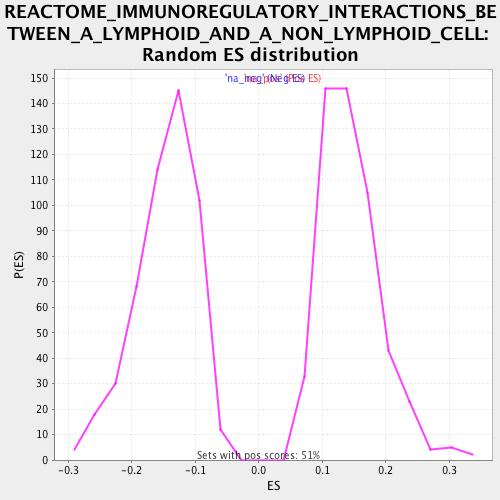 REACTOME_IMMUNOREGULATORY_INTERACTIONS_BE
TWEEN_A_LYMPHOID_AND_A_NON_LYMPHOID_CELL:
Random ES distribution
150
140
130
120
110
100
90
80
70
60
50
40
30
20
10
0
P(ES)
Sets with pos scores: 51%
-0.3 -0.2 -0.1 0.0 0.1 0.2 0.3
ES